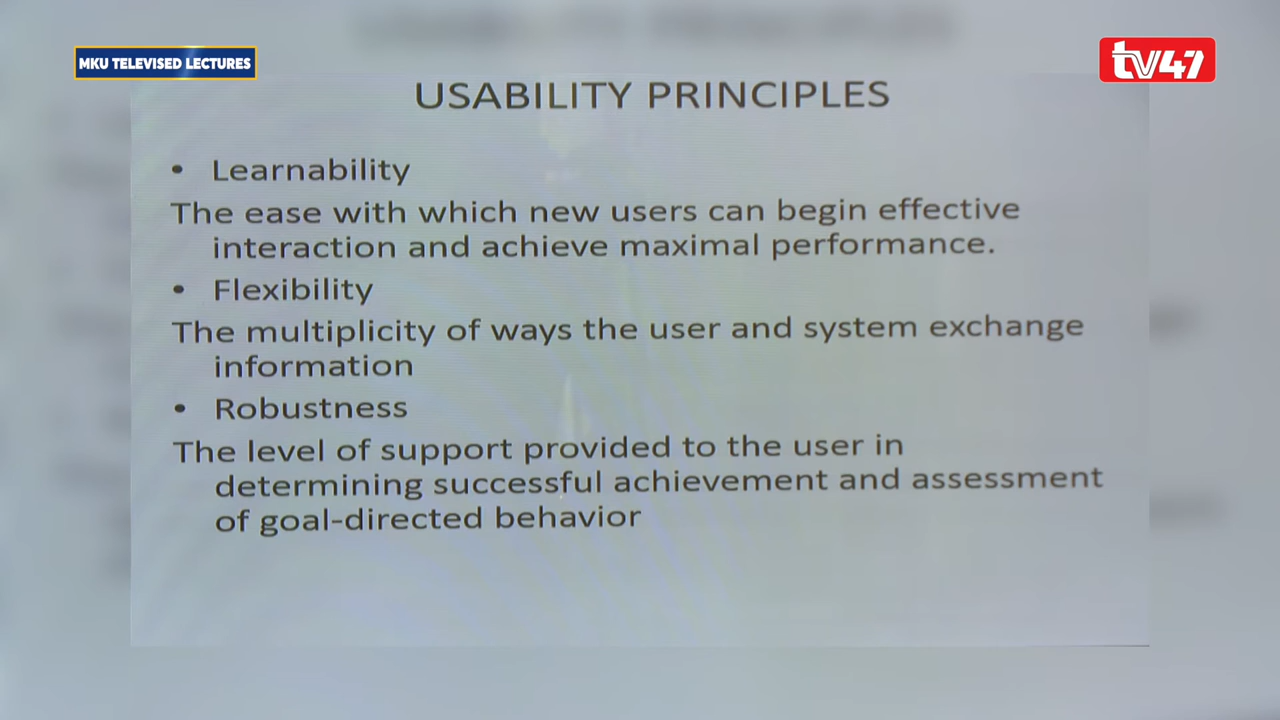 MKU TELEVISED LECTURES
tv47
USABILITY PRINCIPLES
• Learnability
The ease with which new users can begin effective
interaction and achieve maximal performance.
• Flexibility
The multiplicity of ways the user and system exchange
information
• Robustness
The level of support provided to the user in
determining successful achievement and assessment
of goal-directed behavior